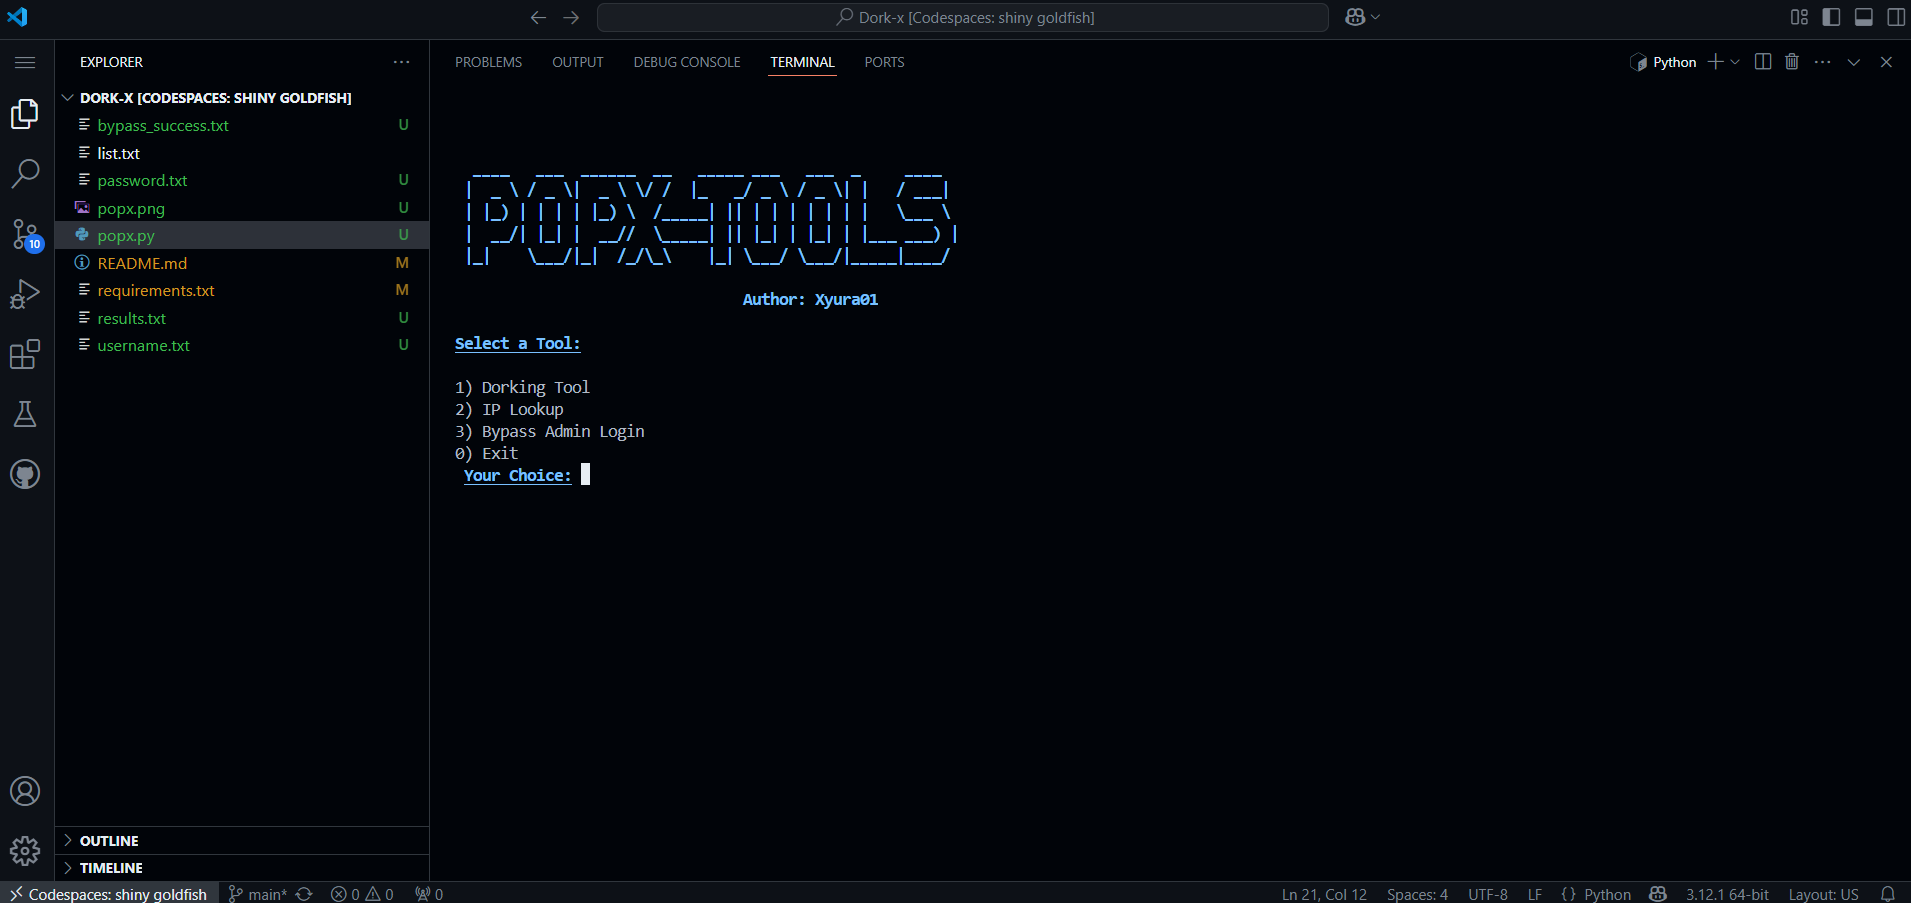 Dork-x [Codespaces: shiny goldfish]
EXPLORER
DORK-X [CODESPACES: SHINY GOLDFISH]
bypass_success.txt U
list.txt
password.txt U
popx.png U
popx.py U
README.md M
requirements.txt M
results.txt U
username.txt U
10
OUTLINE
TIMELINE
PROBLEMS OUTPUT DEBUG CONSOLE TERMINAL PORTS
Python
POPX-TOOLS
Author: Xyura01
Select a Tool:
1) Dorking Tool
2) IP Lookup
3) Bypass Admin Login
0) Exit
Your Choice:
Codespaces: shiny goldfish main* 0 0 0 Ln 21, Col 12 Spaces: 4 UTF-8 LF {} Python 3.12.1 64-bit Layout: US